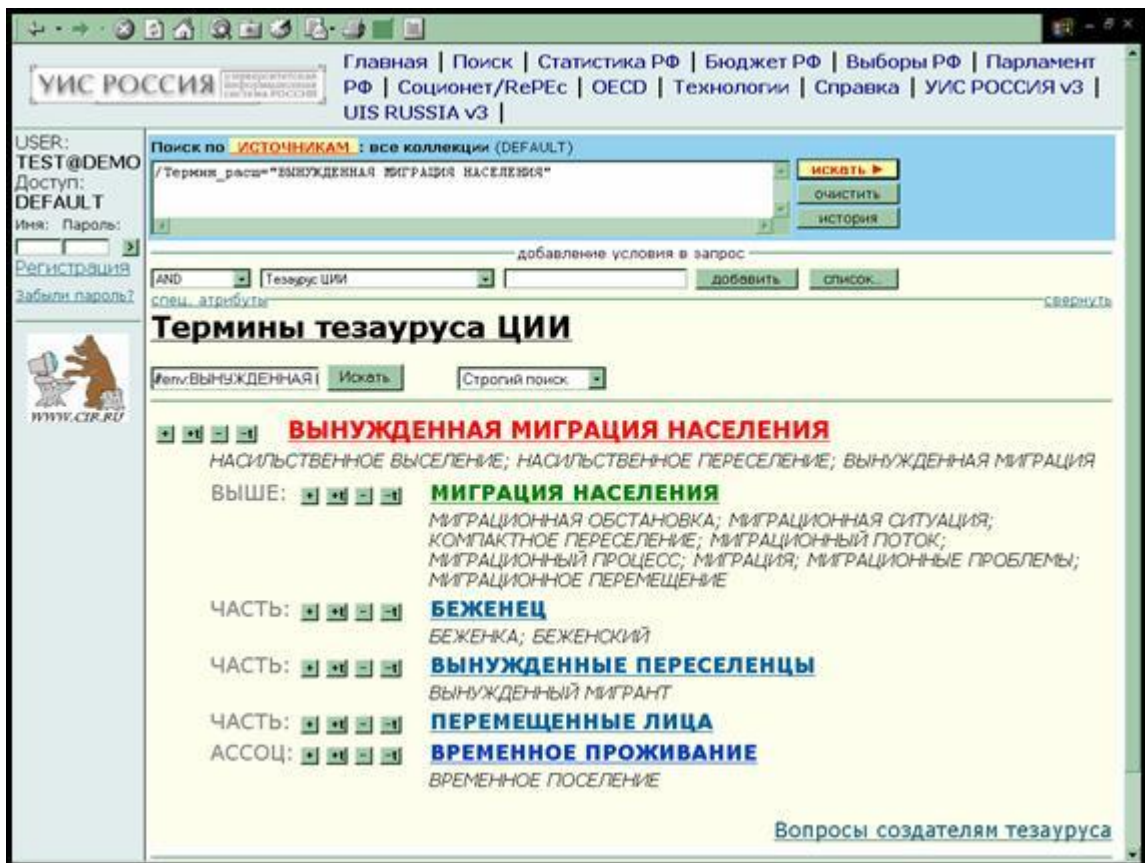 УИС РОССИЯ
Главная | Поиск | Статистика РФ | Бюджет РФ | Выборы РФ | Парламент
РФ | Соционет/RePEc | OECD | Технологии | Справка | УИС РОССИЯ v3 |
UIS RUSSIA v3 |
USER:
TEST@DEMO
Доступ:
DEFAULT
Имя: Пароль:
Регистрация
Забыли пароль?
WWW.CIR.RU
Поиск по ИСТОЧНИКАМ : все коллекции (DEFAULT)
/Термин_расш="ВЫНУЖДЕННАЯ МИГРАЦИЯ НАСЕЛЕНИЯ"
искать
очистить
история
добавление условия в запрос
AND Тезаурус ЦИИ добавить список...
спец. атрибуты свернуть
Термины тезауруса ЦИИ
#env:ВЫНУЖДЕННАЯ Искать Строгий поиск
+ +t - -t ВЫНУЖДЕННАЯ МИГРАЦИЯ НАСЕЛЕНИЯ
НАСИЛЬСТВЕННОЕ ВЫСЕЛЕНИЕ; НАСИЛЬСТВЕННОЕ ПЕРЕСЕЛЕНИЕ; ВЫНУЖДЕННАЯ МИГРАЦИЯ
ВЫШЕ: + +t - -t МИГРАЦИЯ НАСЕЛЕНИЯ
МИГРАЦИОННАЯ ОБСТАНОВКА; МИГРАЦИОННАЯ СИТУАЦИЯ;
КОМПАКТНОЕ ПЕРЕСЕЛЕНИЕ; МИГРАЦИОННЫЙ ПОТОК;
МИГРАЦИОННЫЙ ПРОЦЕСС; МИГРАЦИЯ; МИГРАЦИОННЫЕ ПРОБЛЕМЫ;
МИГРАЦИОННОЕ ПЕРЕМЕЩЕНИЕ
ЧАСТЬ: + +t - -t БЕЖЕНЕЦ
БЕЖЕНКА; БЕЖЕНСКИЙ
ЧАСТЬ: + +t - -t ВЫНУЖДЕННЫЕ ПЕРЕСЕЛЕНЦЫ
ВЫНУЖДЕННЫЙ МИГРАНТ
ЧАСТЬ: + +t - -t ПЕРЕМЕЩЕННЫЕ ЛИЦА
АССОЦ: + +t - -t ВРЕМЕННОЕ ПРОЖИВАНИЕ
ВРЕМЕННОЕ ПОСЕЛЕНИЕ
Вопросы создателям тезауруса